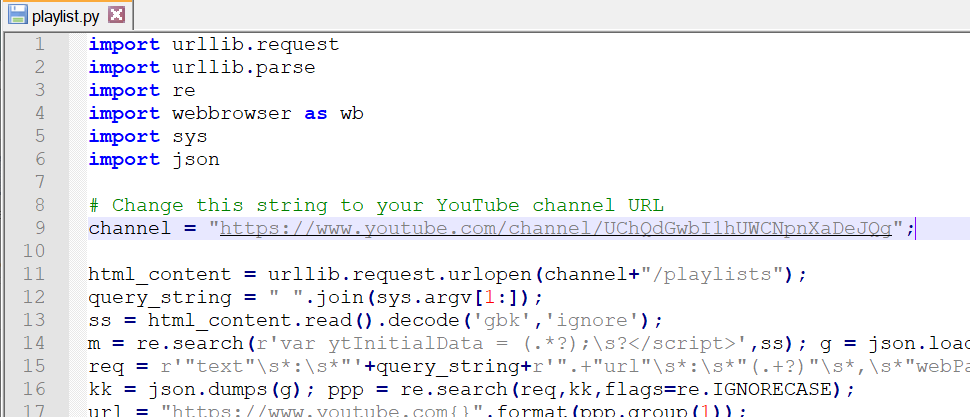 playlist.py
1 import urllib.request
2 import urllib.parse
3 import re
4 import webbrowser as wb
5 import sys
6 import json
7
8 # Change this string to your YouTube channel URL
9 channel = "https://www.youtube.com/channel/UChQdGwbI1hUWCNpnXaDeJQg";
10
11 html_content = urllib.request.urlopen(channel+"/playlists");
12 query_string = " ".join(sys.argv[1:]);
13 ss = html_content.read().decode('gbk','ignore');
14 m = re.search(r'var ytInitialData = (.*?);\s?</script>',ss); g = json.load
15 req = r'"text"\s*:\s*"'+query_string+r'".+"url"\s*:\s*"(.+?)"\s*,\s*"webPa
16 kk = json.dumps(g); ppp = re.search(req,kk,flags=re.IGNORECASE);
17 url = "https://www.youtube.com{}".format(ppp.group(1));